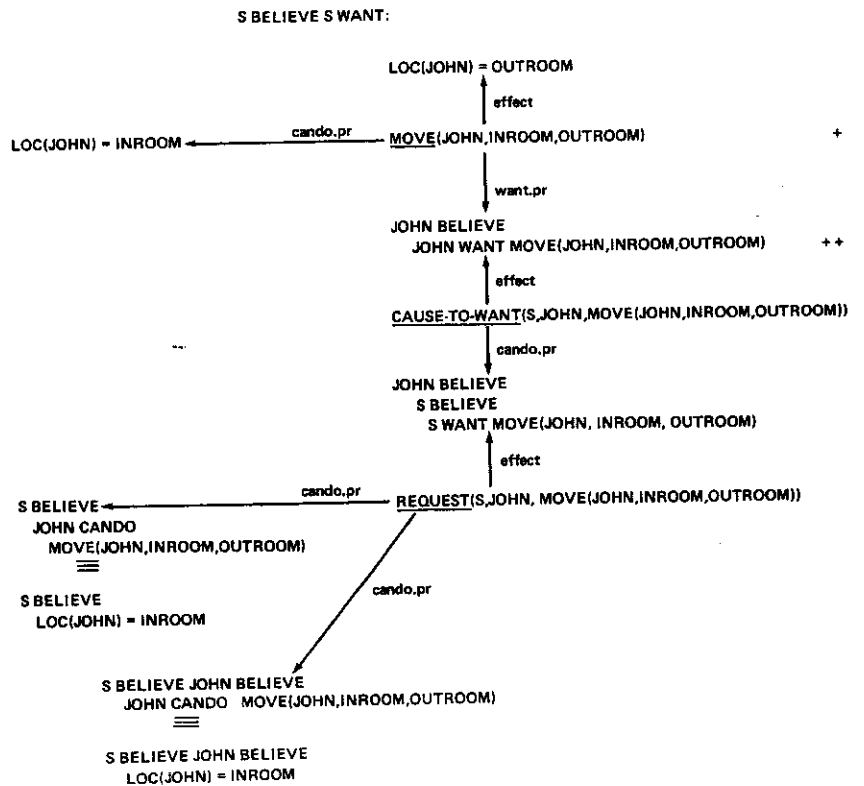 S BELIEVE S WANT:
LOC(JOHN) = OUTROOM
effect
LOC(JOHN) = INROOM cando.pr MOVE(JOHN,INROOM,OUTROOM) +
want.pr
JOHN BELIEVE
JOHN WANT MOVE(JOHN,INROOM,OUTROOM) + +
effect
CAUSE-TO-WANT(S,JOHN,MOVE(JOHN,INROOM,OUTROOM))
cando.pr
JOHN BELIEVE
S BELIEVE
S WANT MOVE(JOHN, INROOM, OUTROOM)
effect
S BELIEVE cando.pr REQUEST(S,JOHN, MOVE(JOHN,INROOM,OUTROOM))
JOHN CANDO
MOVE(JOHN,INROOM,OUTROOM)
cando.pr
S BELIEVE
LOC(JOHN) = INROOM
S BELIEVE JOHN BELIEVE
JOHN CANDO MOVE(JOHN,INROOM,OUTROOM)
S BELIEVE JOHN BELIEVE
LOC(JOHN) = INROOM